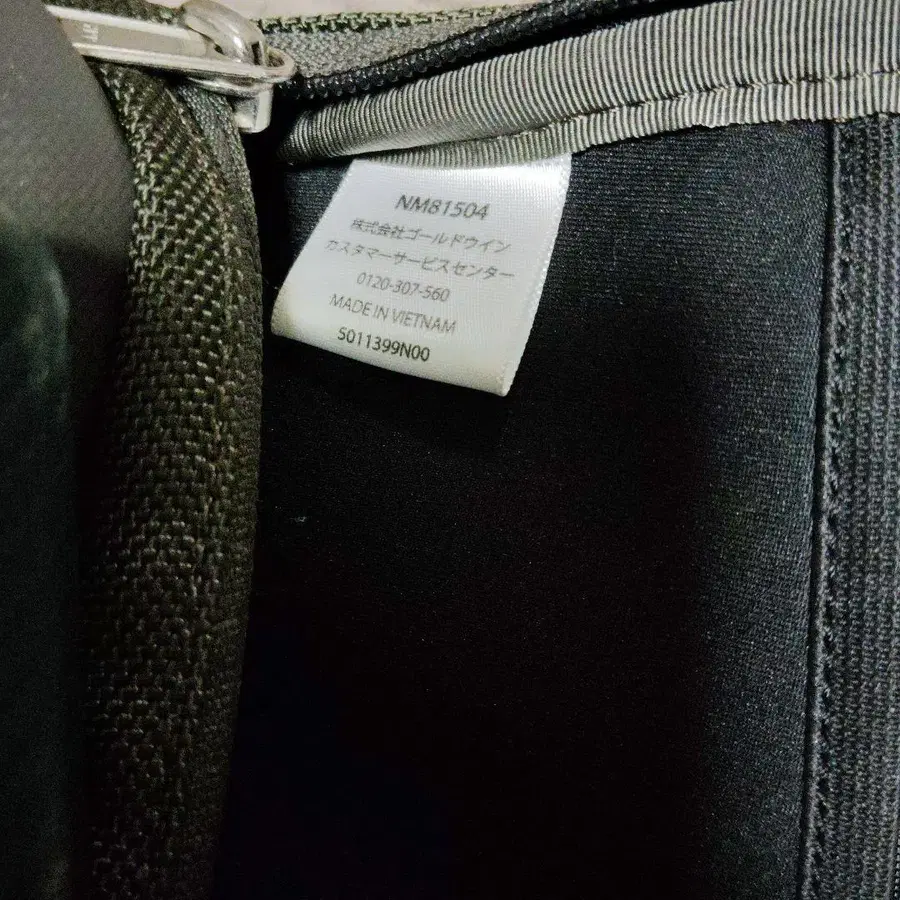 NM81504
株式会社ゴールドウイン
カスタマーサービスセンター
0120-307-560
MADE IN VIETNAM
5011399N00